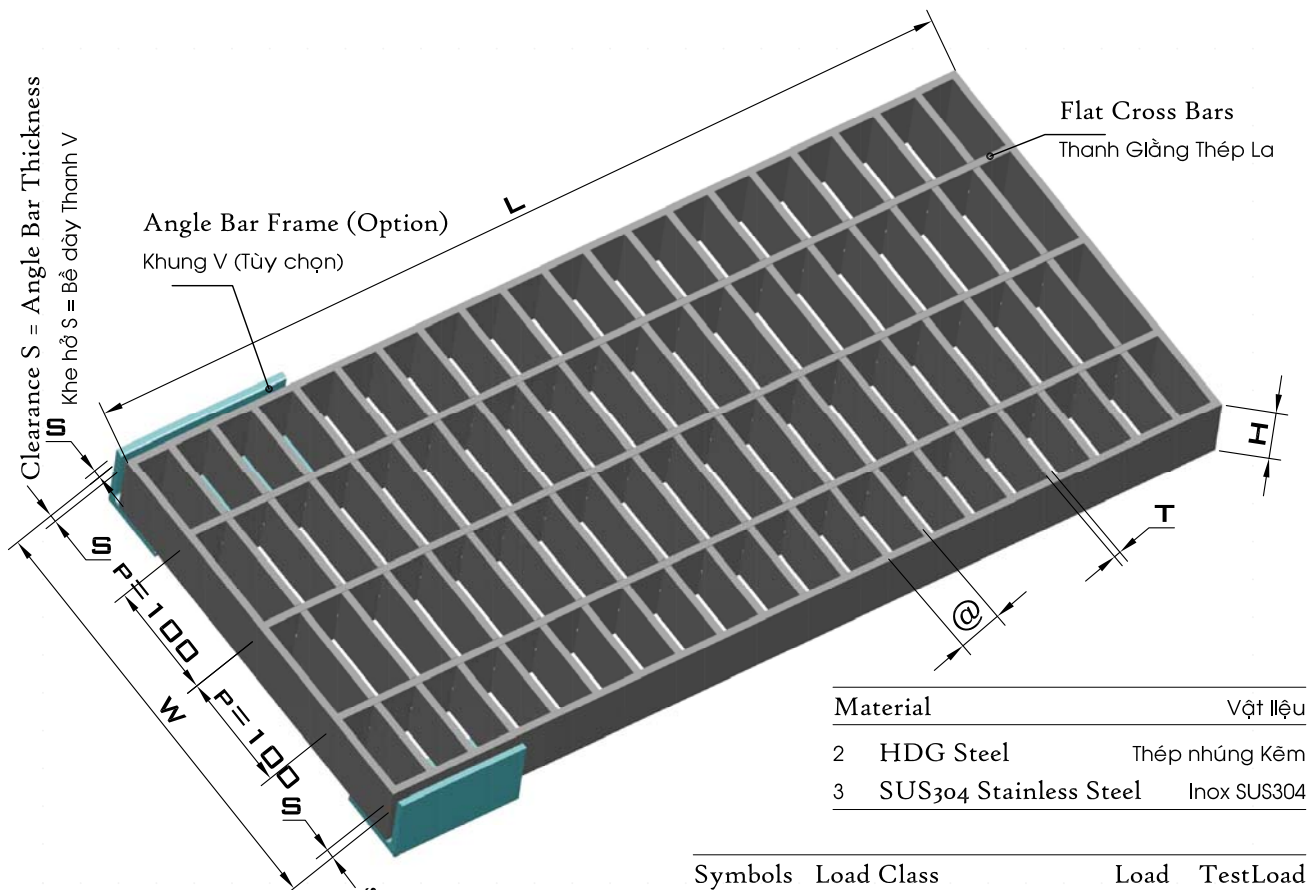 Clearance S = Angle Bar Thickness
Khe hở S = Bề dày Thanh V
Angle Bar Frame (Option)
Khung V (Tùy chọn)
L
Flat Cross Bars
Thanh Giằng Thép La
S
S
P=100
P=100
W
S
H
T
@
Material Vật liệu
2 HDG Steel Thép nhúng Kẽm
3 SUS304 Stainless Steel Inox SUS304
Symbols Load Class Load TestLoad